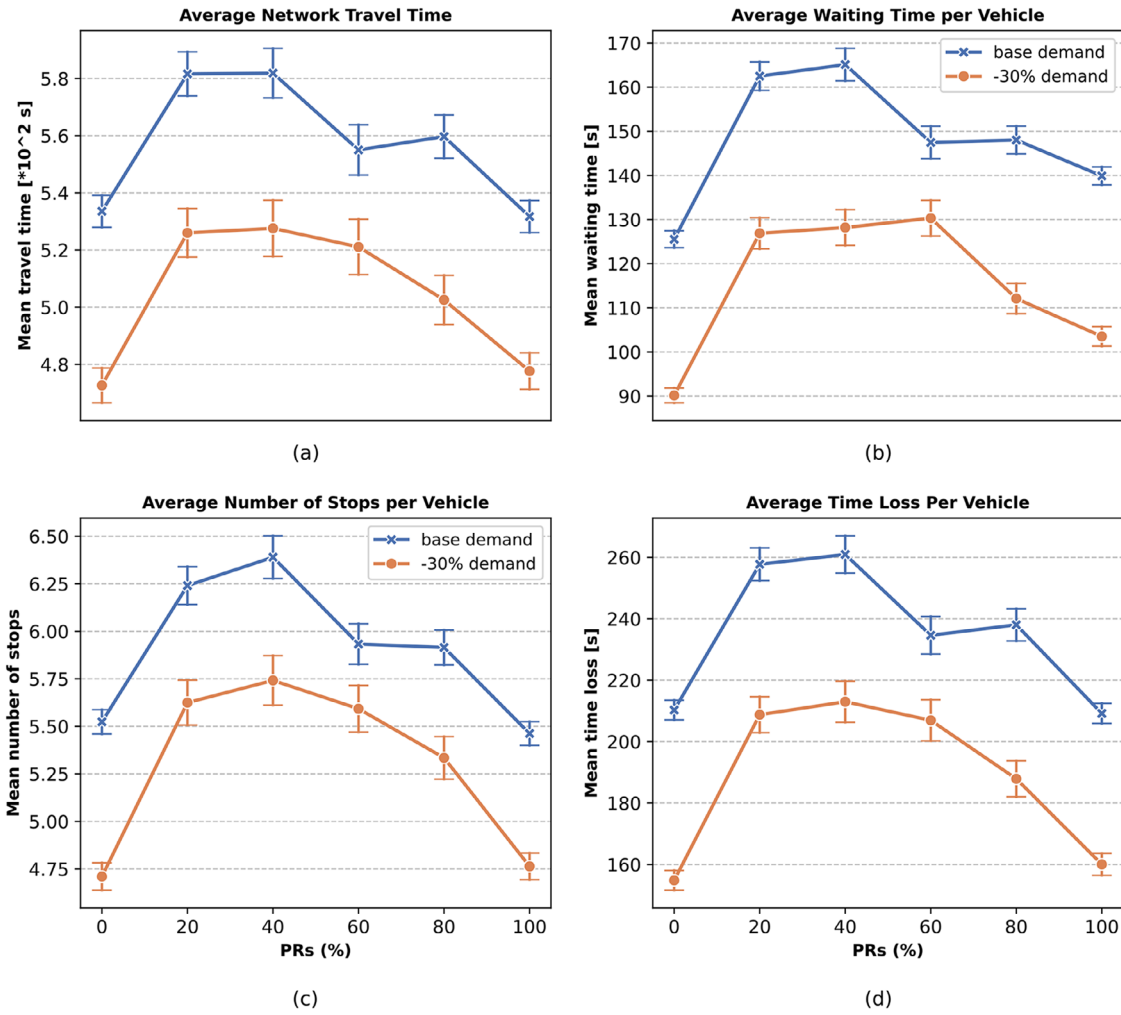 Average Network Travel Time
Mean travel time [*10^2 s]
5.8
5.6
5.4
5.2
5.0
4.8
(a)
Average Waiting Time per Vehicle
Mean waiting time [s]
170
160
150
140
130
120
110
100
90
base demand
-30% demand
(b)
Average Number of Stops per Vehicle
Mean number of stops
6.50
6.25
6.00
5.75
5.50
5.25
5.00
4.75
base demand
-30% demand
0 20 40 60 80 100
PRs (%)
(c)
Average Time Loss Per Vehicle
Mean time loss [s]
260
240
220
200
180
160
0 20 40 60 80 100
PRs (%)
(d)